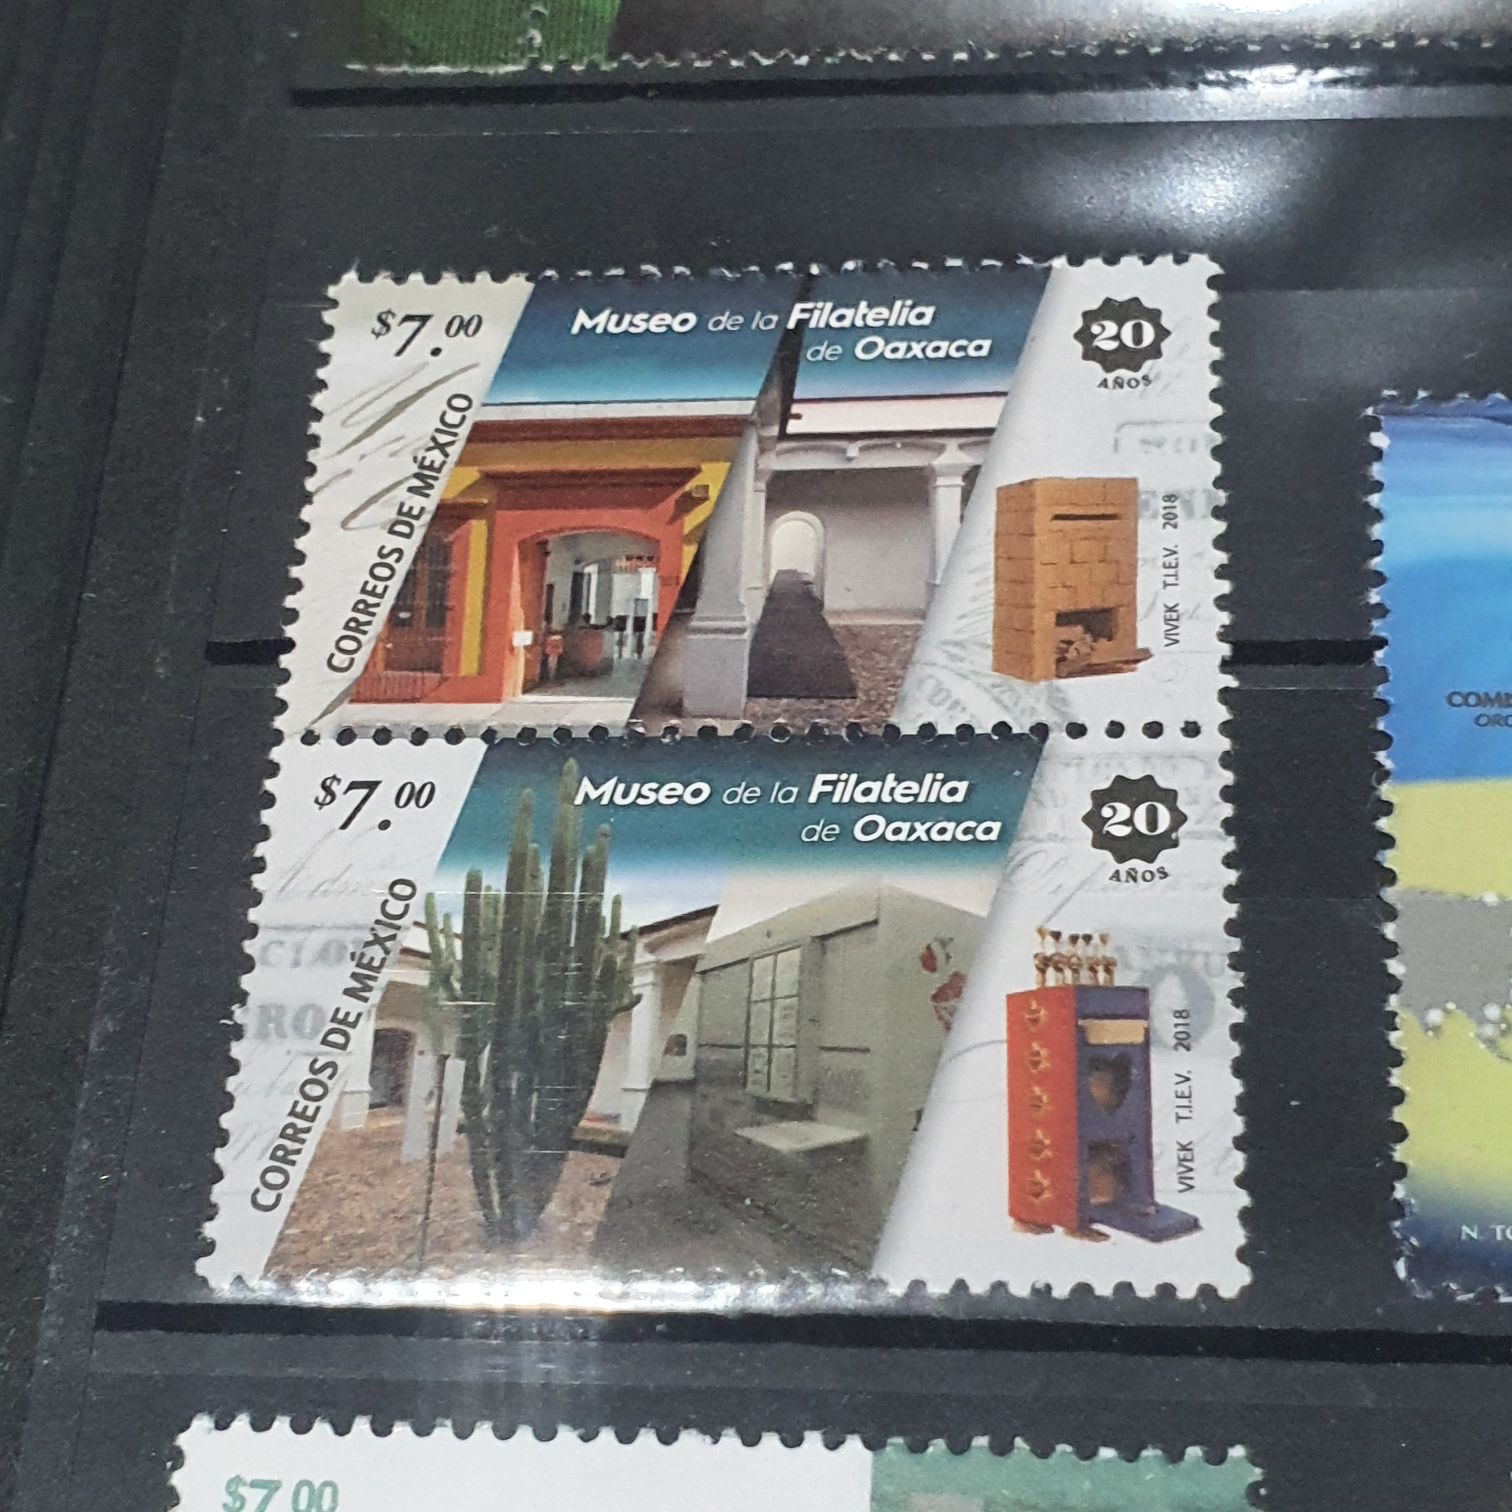 $7.00
Museo de la Filatelia
de Oaxaca
20
AÑOS
CORREOS DE MÉXICO
VIVEK T.I.E.V. 2018
$7.00
Museo de la Filatelia
de Oaxaca
20
AÑOS
CORREOS DE MÉXICO
VIVEK T.I.E.V. 2018
$7.00